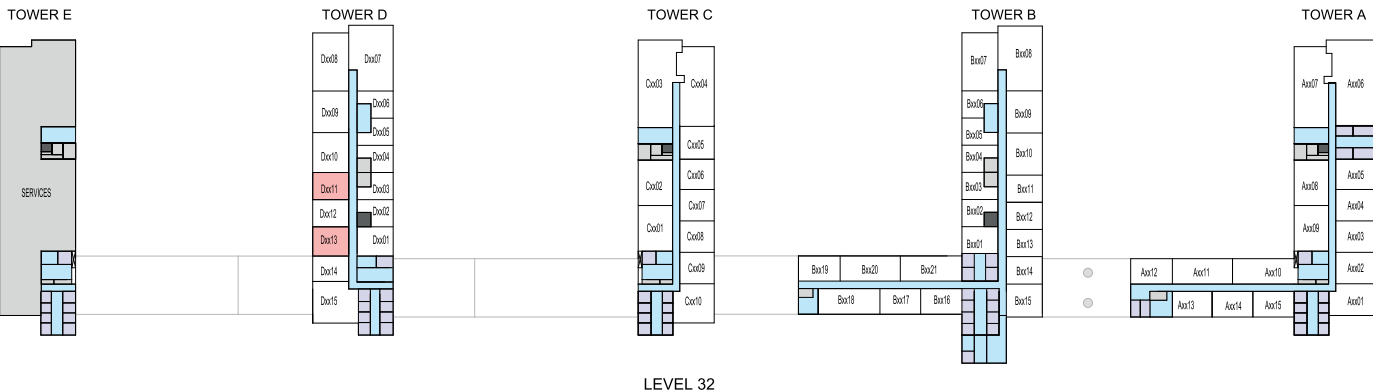 TOWER E
TOWER D
TOWER C
TOWER B
TOWER A
SERVICES
Dxx08
Dxx07
Dxx09
Dxx06
Dxx05
Dxx10
Dxx04
Dxx11
Dxx03
Dxx12
Dxx02
Dxx13
Dxx01
Dxx14
Dxx15
Cxx03
Cxx04
Cxx05
Cxx02
Cxx06
Cxx07
Cxx01
Cxx08
Cxx09
Cxx10
Bxx07
Bxx08
Bxx06
Bxx09
Bxx05
Bxx04
Bxx10
Bxx03
Bxx11
Bxx02
Bxx12
Bxx01
Bxx13
Bxx19
Bxx20
Bxx21
Bxx14
Bxx18
Bxx17
Bxx16
Bxx15
Axx07
Axx06
Axx08
Axx05
Axx04
Axx09
Axx03
Axx12
Axx11
Axx10
Axx02
Axx13
Axx14
Axx15
Axx01
LEVEL 32